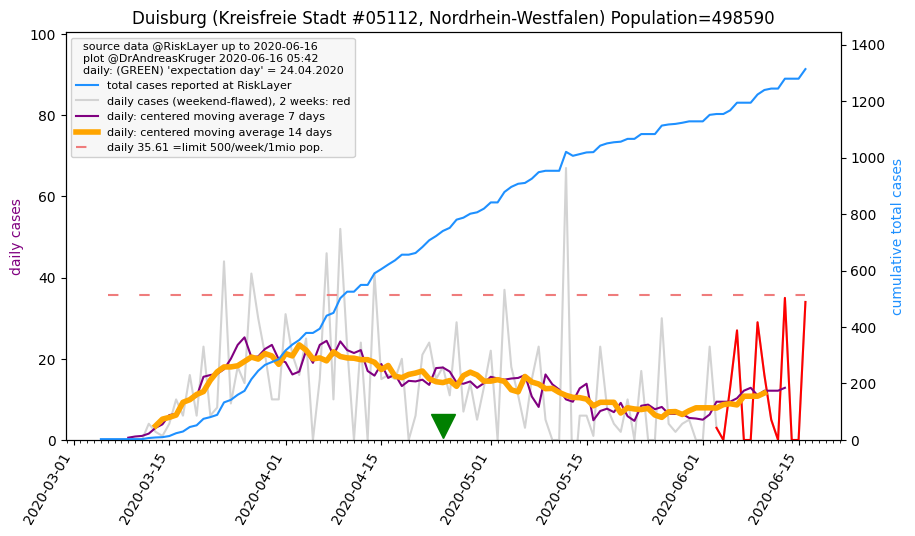 Duisburg (Kreisfreie Stadt #05112, Nordrhein-Westfalen) Population=498590
source data @RiskLayer up to 2020-06-16
plot @DrAndreasKruger 2020-06-16 05:42
daily: (GREEN) 'expectation day' = 24.04.2020
total cases reported at RiskLayer
daily cases (weekend-flawed), 2 weeks: red
daily: centered moving average 7 days
daily: centered moving average 14 days
daily 35.61 =limit 500/week/1mio pop.
daily cases
100
80
60
40
20
0
cumulative total cases
1400
1200
1000
800
600
400
200
0
2020-03-01
2020-03-15
2020-04-01
2020-04-15
2020-05-01
2020-05-15
2020-06-01
2020-06-15